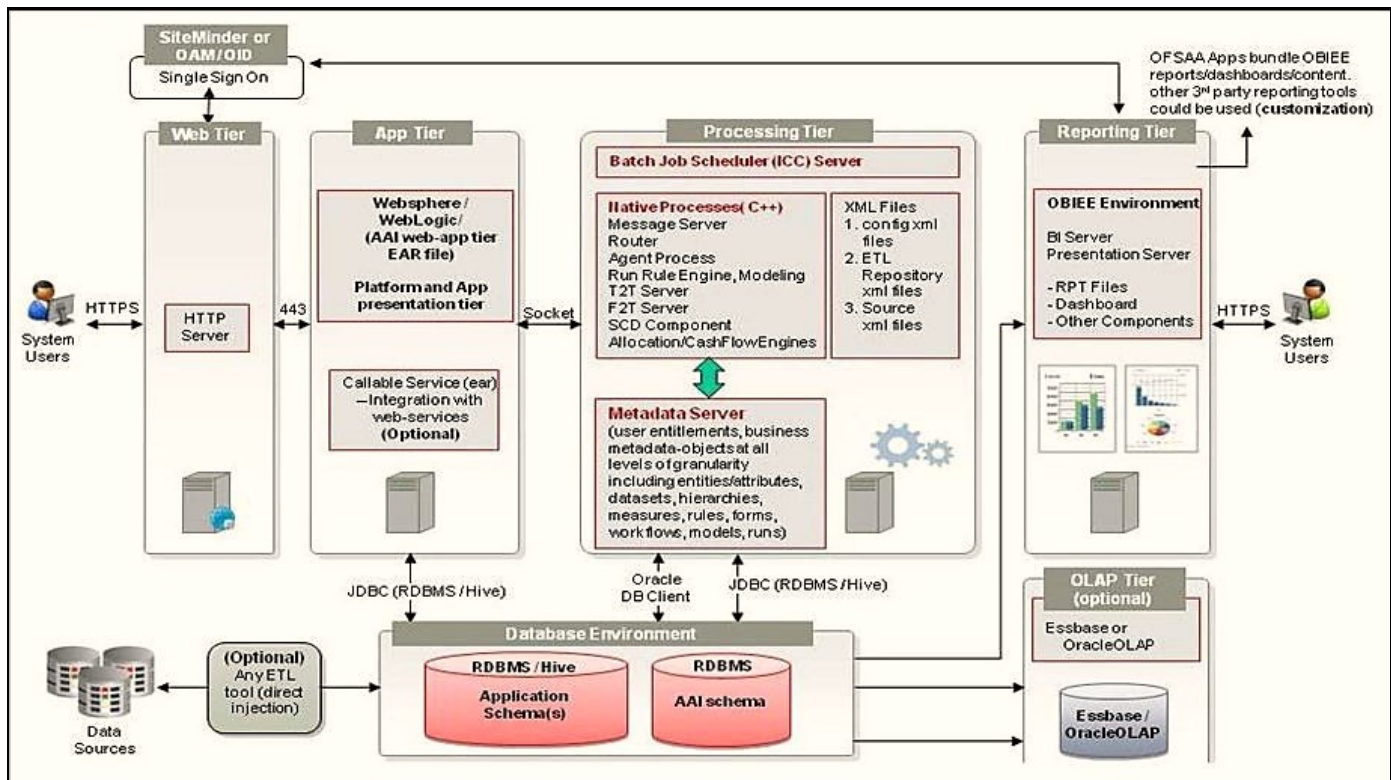 SiteMinder or
OAM/OID
Single Sign On
OFSAA Apps bundle OBIEE
reports/dashboards/content.
other 3rd party reporting tools
could be used (customization)
Web Tier
App Tier
Processing Tier
Reporting Tier
System
Users
HTTPS
HTTP
Server
443
Websphere /
WebLogic/
(AAI web-app tier
EAR file)
Platform and App
presentation tier
Callable Service (ear)
–Integration with
web-services
(Optional)
Socket
Batch Job Scheduler (ICC) Server
Native Processes( C++)
Message Server
Router
Agent Process
Run Rule Engine, Modeling
T2T Server
F2T Server
SCD Component
Allocation/CashFlowEngines
XML Files
1. config xml
files
2. ETL
Repository
xml files
3. Source
xml files
Metadata Server
(user entitlements, business
metadata-objects at all
levels of granularity
including entities/attributes,
datasets, hierarchies,
measures, rules, forms,
workflows, models, runs)
OBIEE Environment
BI Server
Presentation Server
- RPT Files
- Dashboard
- Other Components
HTTPS
System
Users
JDBC (RDBMS /Hive)
Oracle
DB Client
JDBC (RDBMS /Hive)
Database Environment
RDBMS / Hive
Application
Schema(s)
RDBMS
AAI schema
Data
Sources
(Optional)
Any ETL
tool (direct
injection)
OLAP Tier
(optional)
Essbase or
OracleOLAP
Essbase /
OracleOLAP